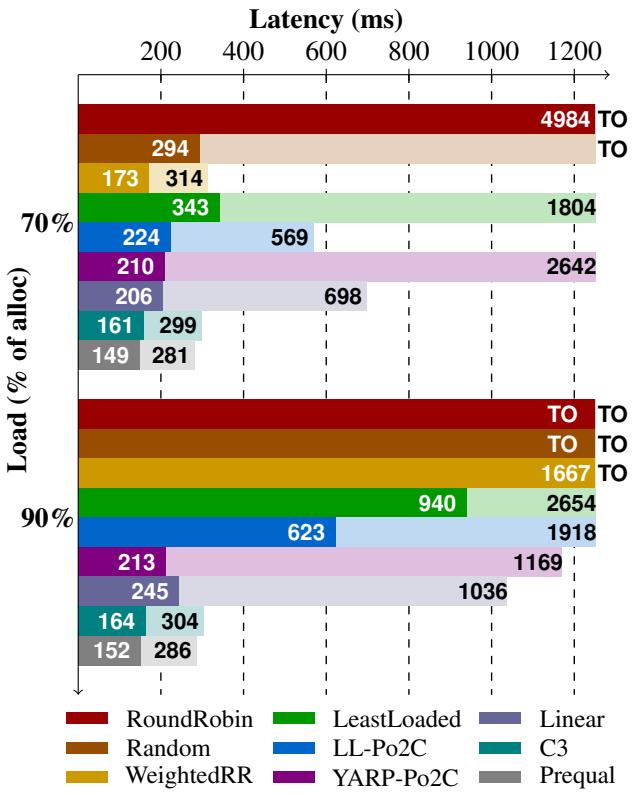 Latency (ms)
200 400 600 800 1000 1200
4984 TO
294 TO
173 314
343 1804
70%
224 569
210 2642
206 698
161 299
149 281
Load (% of alloc)
TO TO
TO TO
1667 TO
940 2654
90%
623 1918
213 1169
245 1036
164 304
152 286
RoundRobin LeastLoaded Linear
Random LL-Po2C C3
WeightedRR YARP-Po2C Prequal